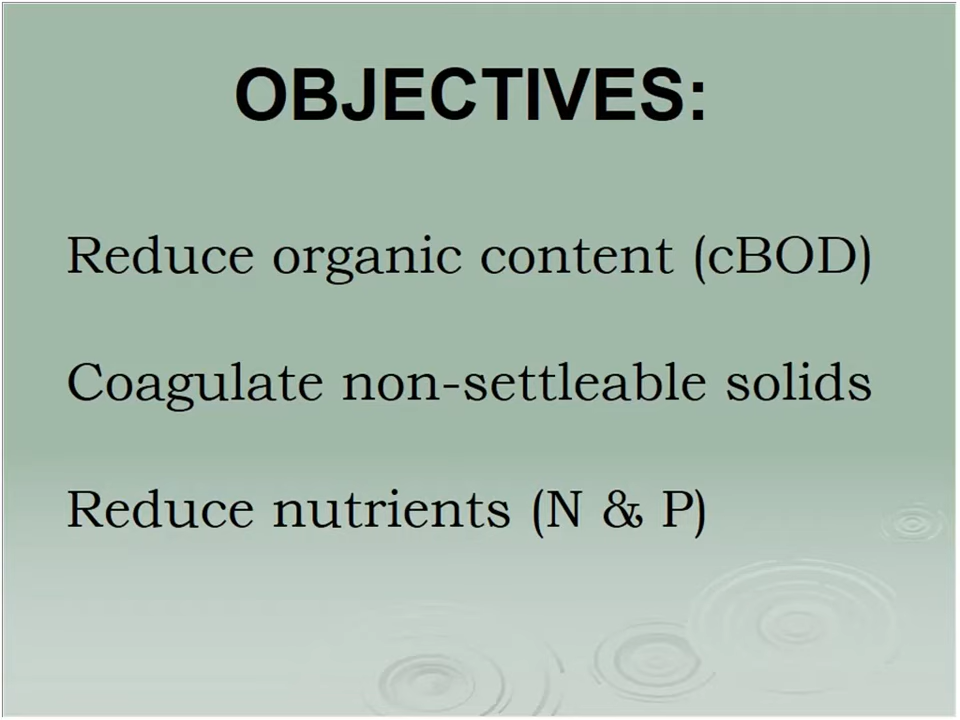 OBJECTIVES:
Reduce organic content (cBOD)
Coagulate non-settleable solids
Reduce nutrients (N & P)